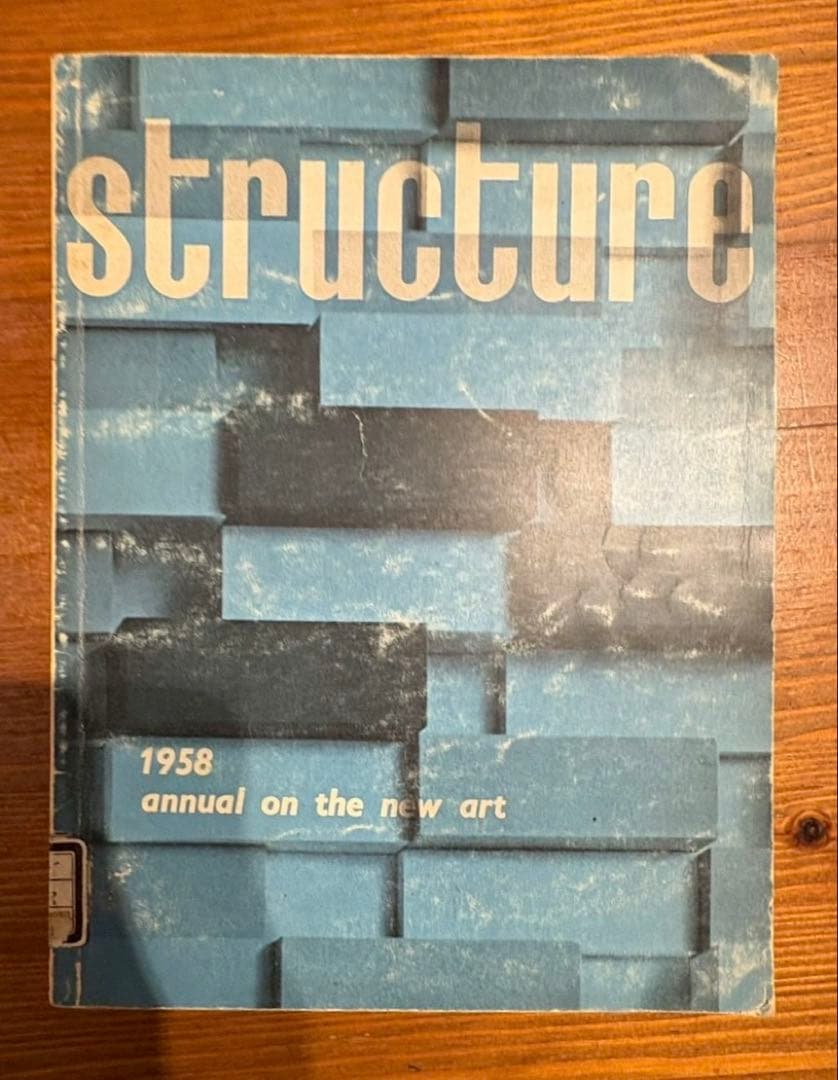 structure
1958
annual on the new art